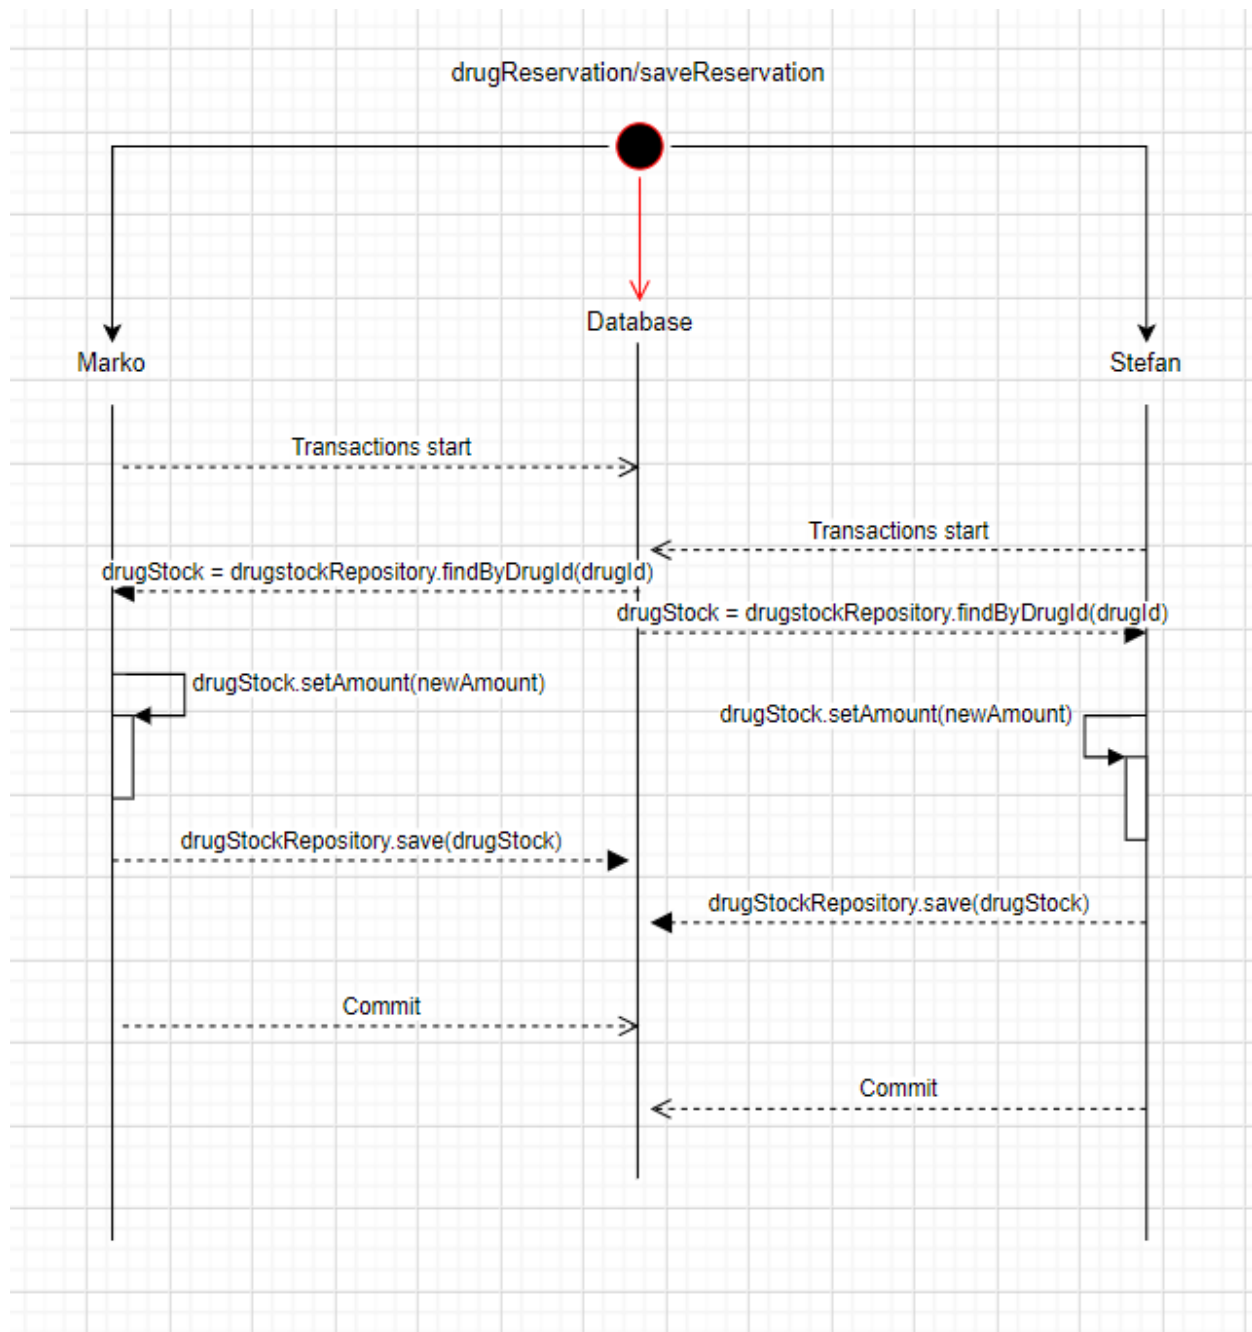 drugReservation/saveReservation
Database
Marko
Stefan
Transactions start
Transactions start
drugStock = drugstockRepository.findByDrugId(drugId)
drugStock = drugstockRepository.findByDrugId(drugId)
drugStock.setAmount(newAmount)
drugStock.setAmount(newAmount)
drugStockRepository.save(drugStock)
drugStockRepository.save(drugStock)
Commit
Commit